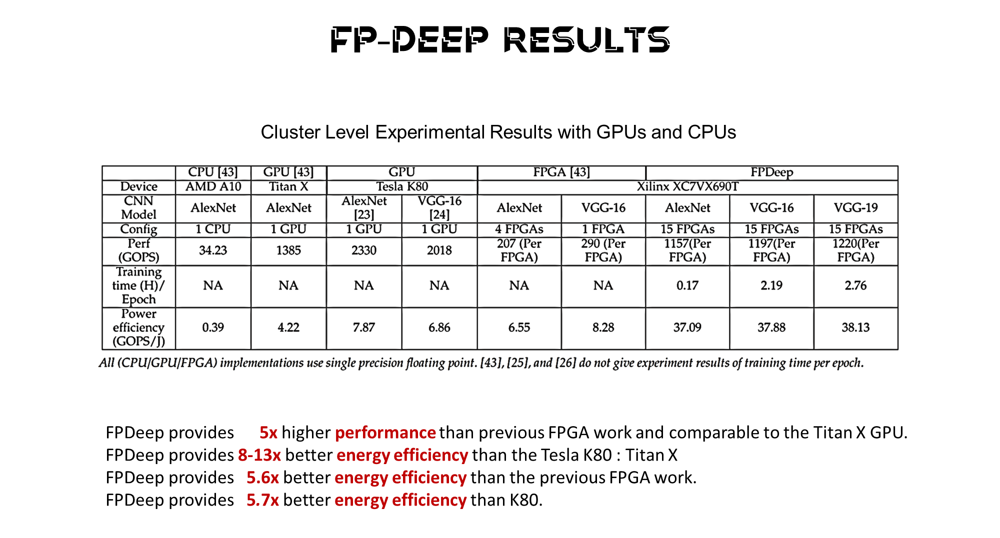 FP-DEEP RESULTS
Cluster Level Experimental Results with GPUs and CPUs
CPU [43] GPU [43] GPU FPGA [43] FPDeep
Device AMD A10 Titan X Tesla K80 Xilinx XC7VX690T
CNN Model AlexNet AlexNet AlexNet [23] VGG-16 [24] AlexNet VGG-16 AlexNet VGG-16 VGG-19
Config 1 CPU 1 GPU 1 GPU 1 GPU 4 FPGAs 1 FPGA 15 FPGAs 15 FPGAs 15 FPGAs
Perf (GOPS) 34.23 1385 2330 2018 207 (Per FPGA) 290 (Per FPGA) 1157(Per FPGA) 1197(Per FPGA) 1220(Per FPGA)
Training time (H)/ Epoch NA NA NA NA NA NA 0.17 2.19 2.76
Power efficiency (GOPS/J) 0.39 4.22 7.87 6.86 6.55 8.28 37.09 37.88 38.13
All (CPU/GPU/FPGA) implementations use single precision floating point. [43], [25], and [26] do not give experiment results of training time per epoch.
FPDeep provides 5x higher performance than previous FPGA work and comparable to the Titan X GPU.
FPDeep provides 8-13x better energy efficiency than the Tesla K80 : Titan X
FPDeep provides 5.6x better energy efficiency than the previous FPGA work.
FPDeep provides 5.7x better energy efficiency than K80.